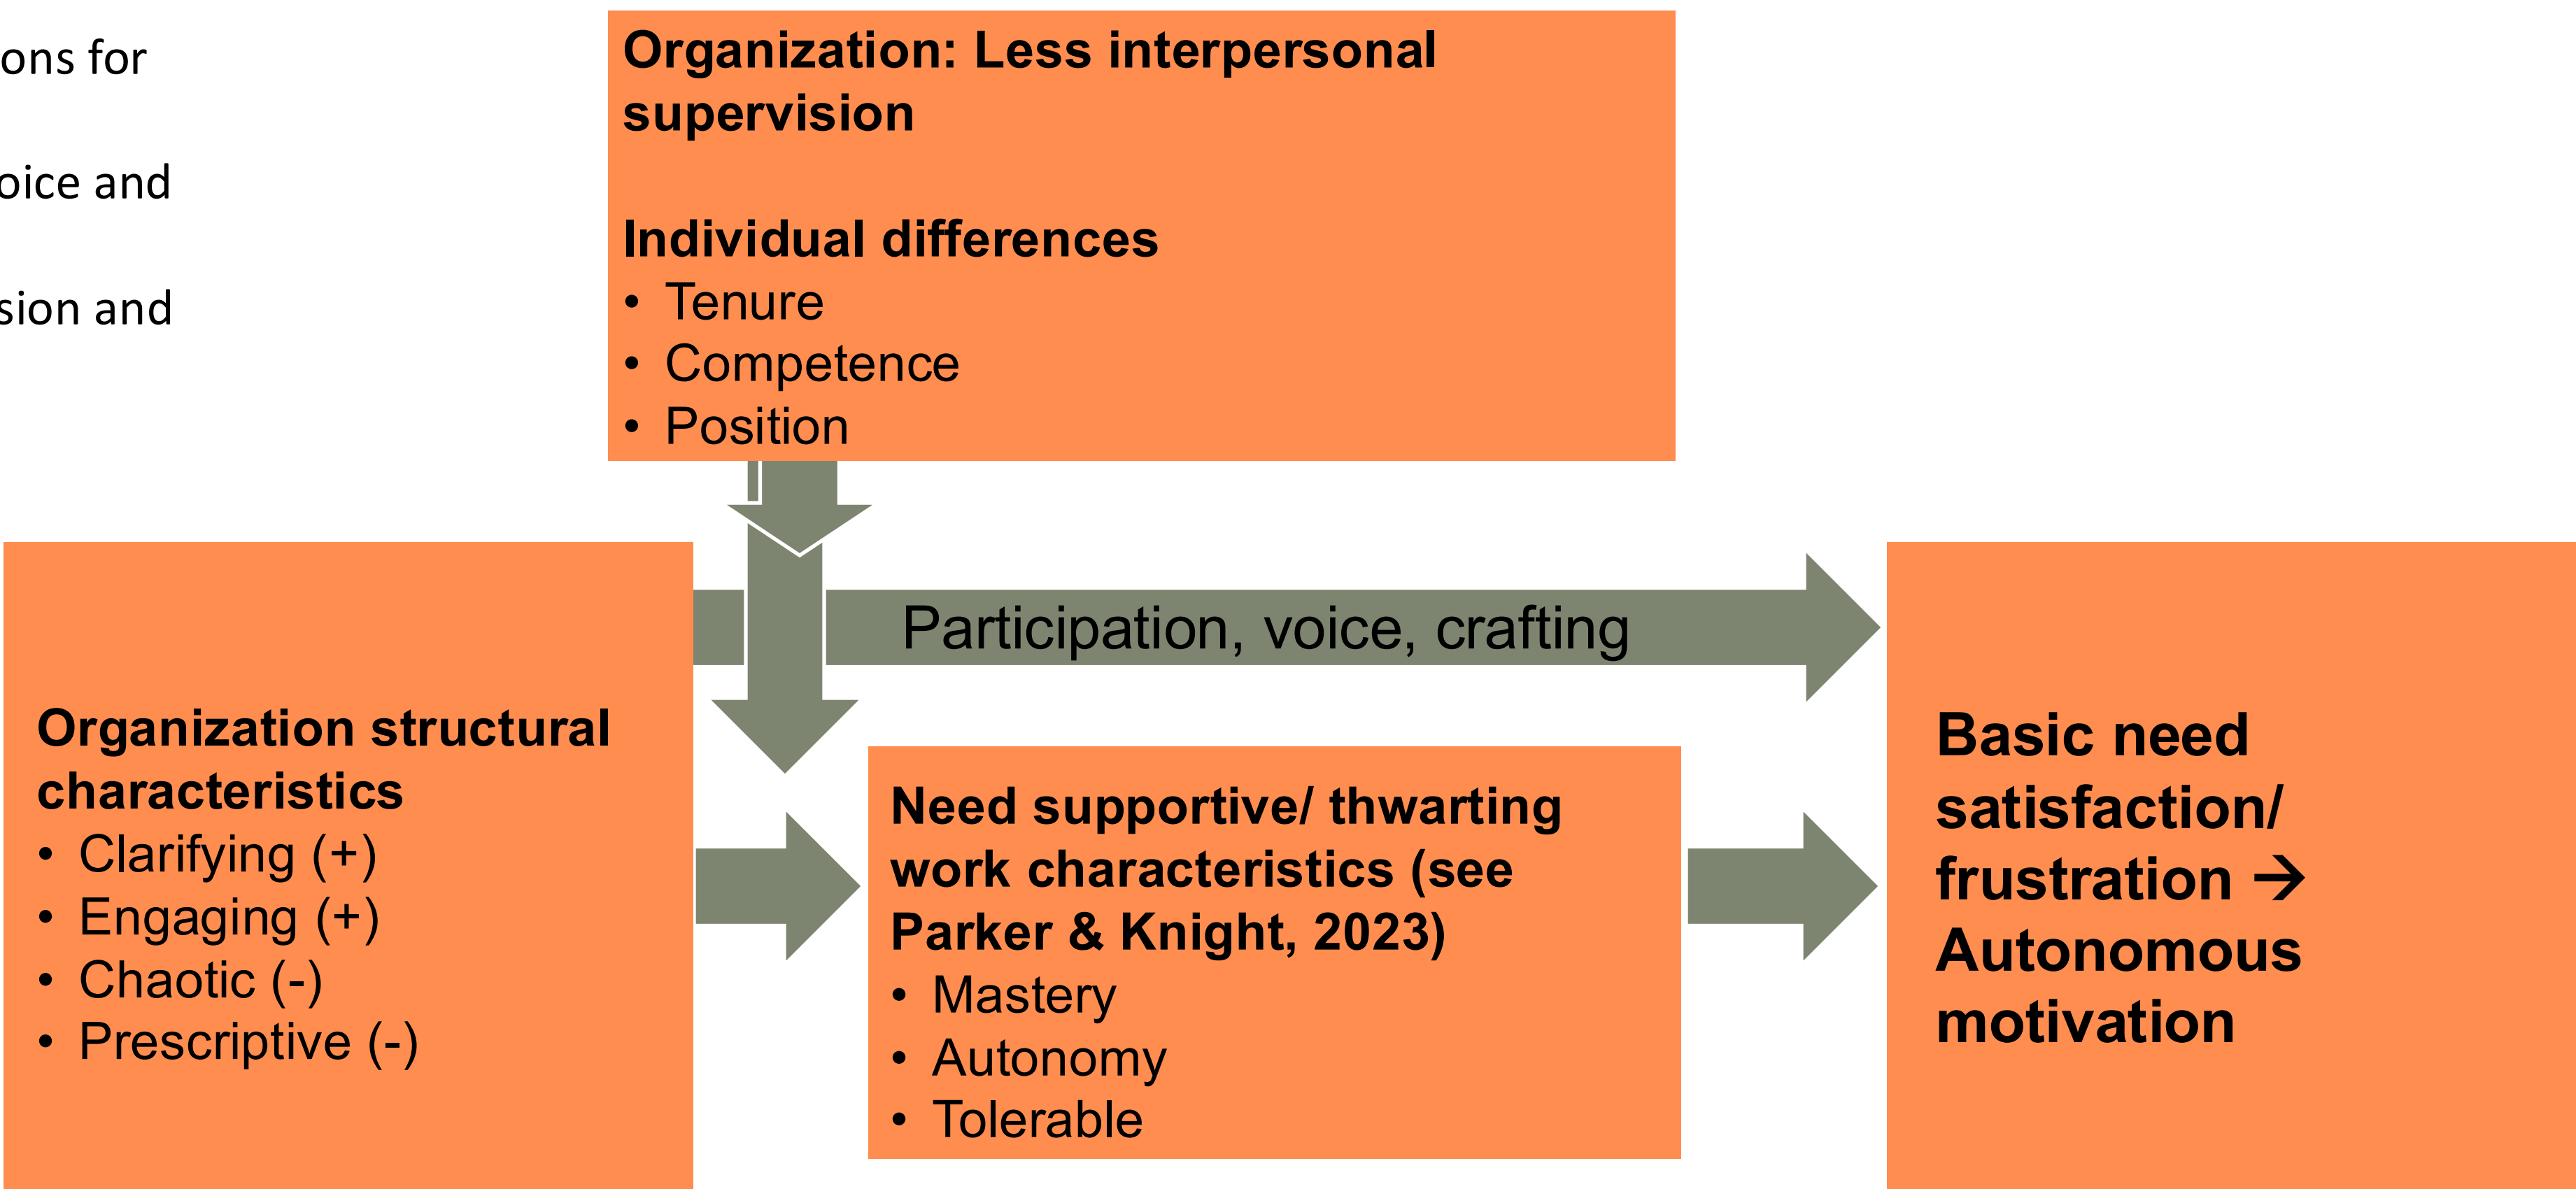 ons for
oice and
sion and
Organization: Less interpersonal
supervision
Individual differences
• Tenure
• Competence
• Position
Participation, voice, crafting
Organization structural
characteristics
• Clarifying (+)
• Engaging (+)
• Chaotic (-)
• Prescriptive (-)
Need supportive/ thwarting
work characteristics (see
Parker & Knight, 2023)
• Mastery
• Autonomy
• Tolerable
Basic need
satisfaction/
frustration →
Autonomous
motivation